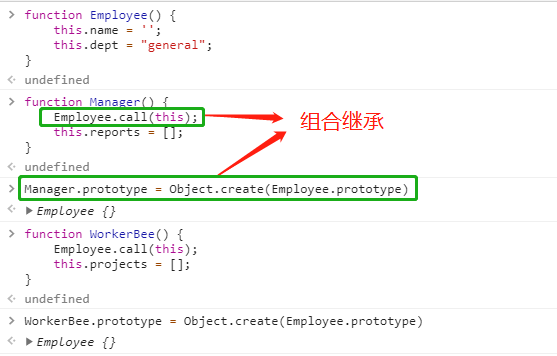 > function Employee() {
this.name = '';
this.dept = "general";
}
< undefined
> function Manager() {
Employee.call(this);
this.reports = [];
}
组合继承
< undefined
> Manager.prototype = Object.create(Employee.prototype)
< ▶ Employee {}
> function WorkerBee() {
Employee.call(this);
this.projects = [];
}
< undefined
> WorkerBee.prototype = Object.create(Employee.prototype)
< ▶ Employee {}